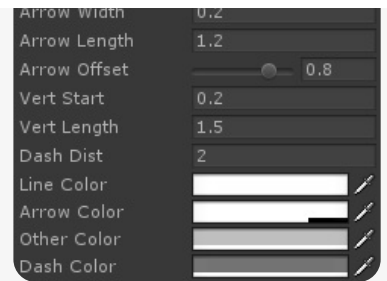 Arrow Width 0.2
Arrow Length 1.2
Arrow Offset 0.8
Vert Start 0.2
Vert Length 1.5
Dash Dist 2
Line Color
Arrow Color
Other Color
Dash Color